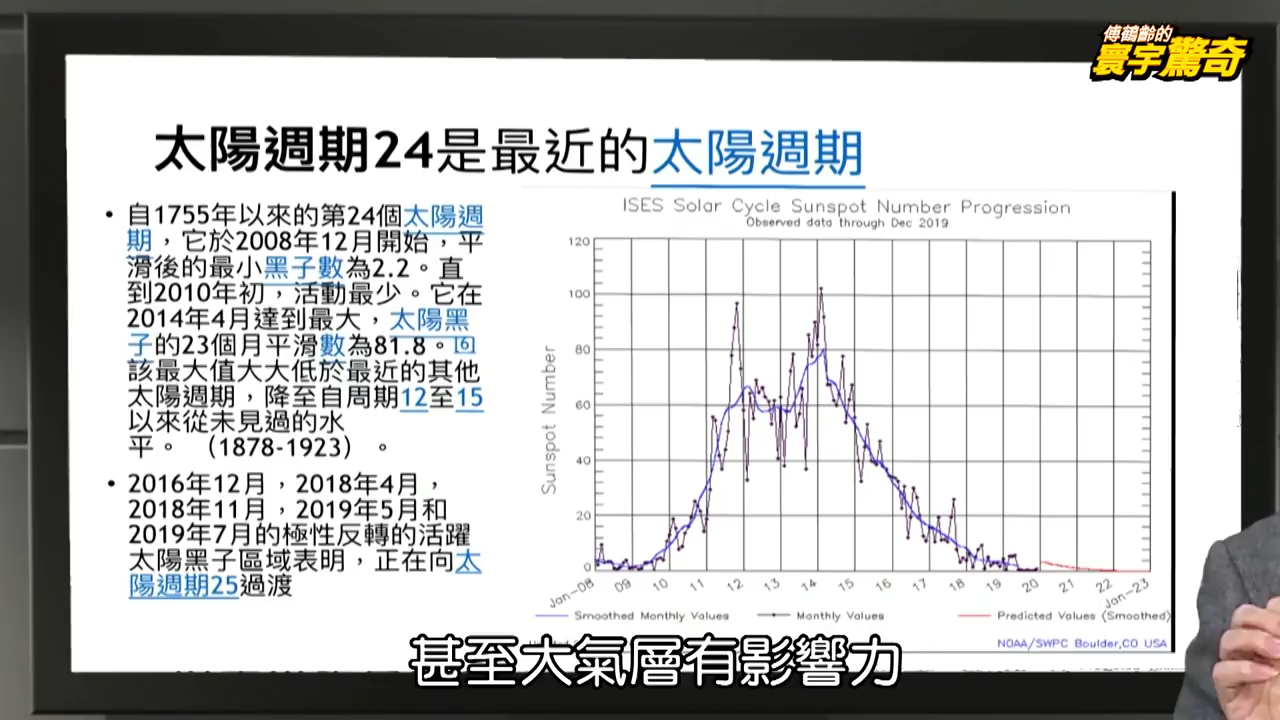 傅鶴齡的
寰宇驚奇
太陽週期24是最近的太陽週期
• 自1755年以來的第24個太陽週
期，它於2008年12月開始，平
滑後的最小黑子數為2.2。直
到2010年初，活動最少。它在
2014年4月達到最大，太陽黑
子的23個月平滑數為81.8。[6]
該最大值大大低於最近的其他
太陽週期，降至自周期12至15
以來從未見過的水
平。（1878-1923）。
• 2016年12月，2018年4月，
2018年11月，2019年5月和
2019年7月的極性反轉的活躍
太陽黑子區域表明，正在向太
陽週期25過渡
ISES Solar Cycle Sunspot Number Progression
Observed data through Dec 2019
Sunspot Number
120
100
80
60
40
20
0
Jan-08 09 10 11 12 13 14 15 16 17 18 19 20 21 22 Jan-23
Smoothed Monthly Values Monthly Values Predicted Values (Smoothed)
NOAA/SWPC Boulder,CO USA
甚至大氣層有影響力